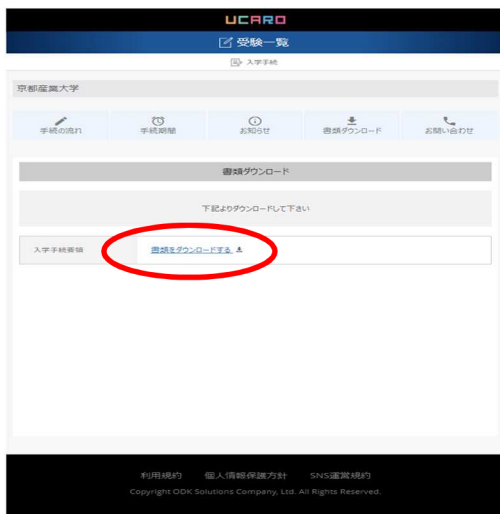 UCARO
受験一覧
入学手続
京都産業大学
手続の流れ
手続期間
お知らせ
書類ダウンロード
お問い合わせ
書類ダウンロード
下記よりダウンロードして下さい
入学手続要領 書類をダウンロードする
利用規約 個人情報保護方針 SNS運営規約
Copyright ODK Solutions Company, Ltd. All Rights Reserved.